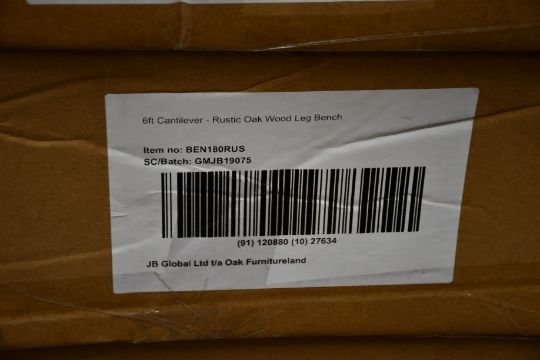 6ft Cantilever - Rustic Oak Wood Leg Bench
Item no: BEN180RUS
SC/Batch: GMJB19075
(91) 120880 (10) 27634
JB Global Ltd t/a Oak Furnitureland